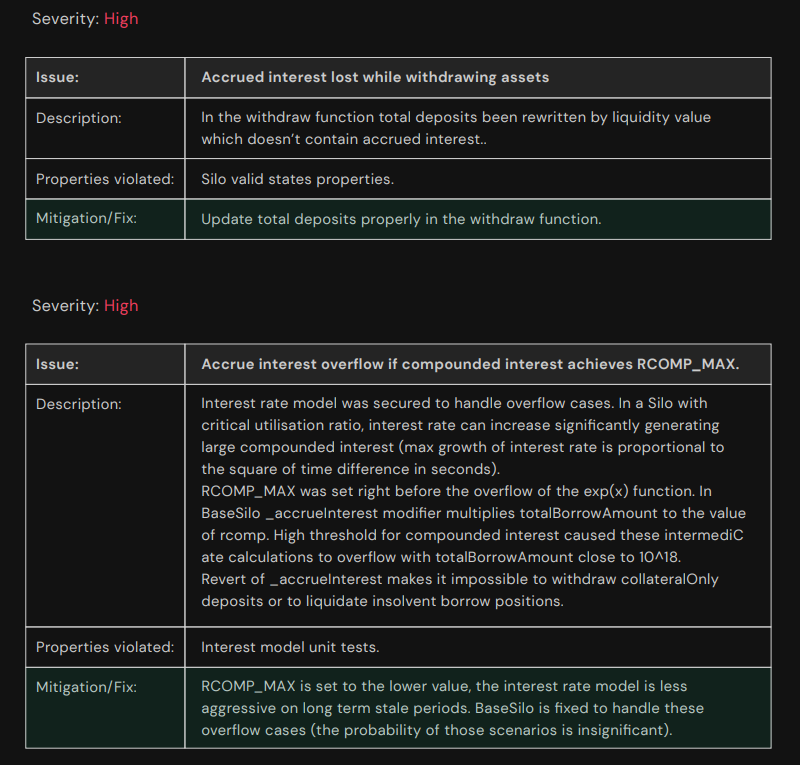 Severity: High
Issue: Accrued interest lost while withdrawing assets
Description: In the withdraw function total deposits been rewritten by liquidity value
which doesn’t contain accrued interest..
Properties violated: Silo valid states properties.
Mitigation/Fix: Update total deposits properly in the withdraw function.
Severity: High
Issue: Accrue interest overflow if compounded interest achieves RCOMP_MAX.
Description: Interest rate model was secured to handle overflow cases. In a Silo with
critical utilisation ratio, interest rate can increase significantly generating
large compounded interest (max growth of interest rate is proportional to
the square of time difference in seconds).
RCOMP_MAX was set right before the overflow of the exp(x) function. In
BaseSilo _accrueInterest modifier multiplies totalBorrowAmount to the value
of rcomp. High threshold for compound interest caused these intermediC
ate calculations to overflow with totalBorrowAmount close to 10^18.
Revert of _accrueInterest makes it impossible to withdraw collateralOnly
deposits or to liquidate insolvent borrow positions.
Properties violated: Interest model unit tests.
Mitigation/Fix: RCOMP_MAX is set to the lower value, the interest rate model is less
aggressive on long term stale periods. BaseSilo is fixed to handle these
overflow cases (the probability of those scenarios is insignificant).